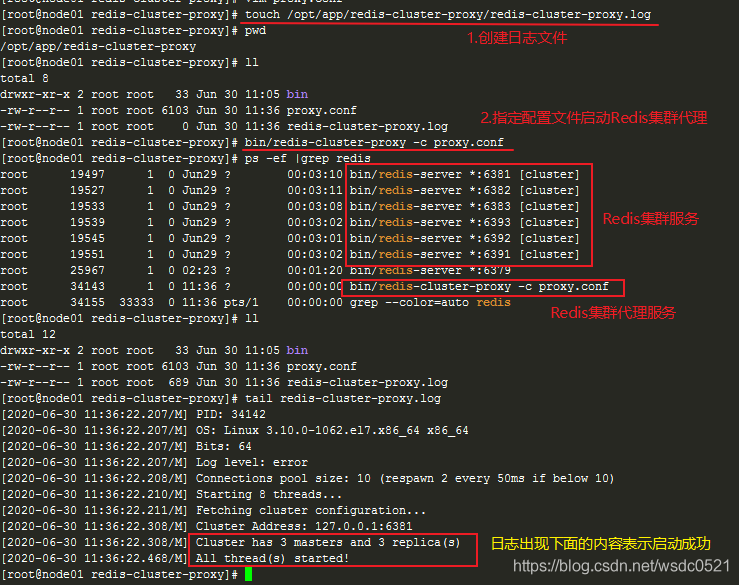 [root@node01 redis-cluster-proxy]# vim proxy.conf
[root@node01 redis-cluster-proxy]# touch /opt/app/redis-cluster-proxy/redis-cluster-proxy.log
[root@node01 redis-cluster-proxy]# pwd
1.创建日志文件
/opt/app/redis-cluster-proxy
[root@node01 redis-cluster-proxy]# ll
total 8
drwxr-xr-x 2 root root   33 Jun 30 11:05 bin
-rw-r--r-- 1 root root 6103 Jun 30 11:36 proxy.conf
2.指定配置文件启动Redis集群代理
-rw-r--r-- 1 root root    0 Jun 30 11:36 redis-cluster-proxy.log
[root@node01 redis-cluster-proxy]# bin/redis-cluster-proxy -c proxy.conf
[root@node01 redis-cluster-proxy]# ps -ef |grep redis
root      19497      1  0 Jun29 ?        00:03:10 bin/redis-server *:6381 [cluster]
root      19527      1  0 Jun29 ?        00:03:11 bin/redis-server *:6382 [cluster]
root      19533      1  0 Jun29 ?        00:03:08 bin/redis-server *:6383 [cluster]
root      19539      1  0 Jun29 ?        00:03:02 bin/redis-server *:6393 [cluster]
Redis集群服务
root      19545      1  0 Jun29 ?        00:03:01 bin/redis-server *:6392 [cluster]
root      19551      1  0 Jun29 ?        00:03:02 bin/redis-server *:6391 [cluster]
root      25967      1  0 02:23 ?        00:01:20 bin/redis-server *:6379
root      34143      1  0 11:36 ?        00:00:00 bin/redis-cluster-proxy -c proxy.conf
root      34155  33333  0 11:36 pts/1    00:00:00 grep --color=auto redis
Redis集群代理服务
[root@node01 redis-cluster-proxy]# ll
total 12
drwxr-xr-x 2 root root   33 Jun 30 11:05 bin
-rw-r--r-- 1 root root 6103 Jun 30 11:36 proxy.conf
-rw-r--r-- 1 root root  689 Jun 30 11:36 redis-cluster-proxy.log
[root@node01 redis-cluster-proxy]# tail redis-cluster-proxy.log
[2020-06-30 11:36:22.207/M] PID: 34142
[2020-06-30 11:36:22.207/M] OS: Linux 3.10.0-1062.el7.x86_64 x86_64
[2020-06-30 11:36:22.207/M] Bits: 64
[2020-06-30 11:36:22.207/M] Log level: error
[2020-06-30 11:36:22.208/M] Connections pool size: 10 (respawn 2 every 50ms if below 10)
[2020-06-30 11:36:22.210/M] Starting 8 threads...
[2020-06-30 11:36:22.211/M] Fetching cluster configuration...
[2020-06-30 11:36:22.308/M] Cluster Address: 127.0.0.1:6381
[2020-06-30 11:36:22.308/M] Cluster has 3 masters and 3 replica(s)
日志出现下面的内容表示启动成功
[2020-06-30 11:36:22.468/M] All thread(s) started!
https://blog.csdn.net/wsdc0521
[root@node01 redis-cluster-proxy]#